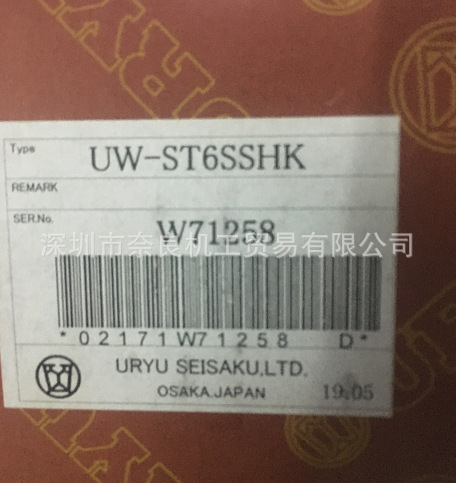 Type UW-ST6SSHK
REMARK
SER.No. W71258
深圳市奈良机工贸易有限公司
*02171W71258 D*
URYU SEISAKU,LTD.
OSAKA.JAPAN 19.05